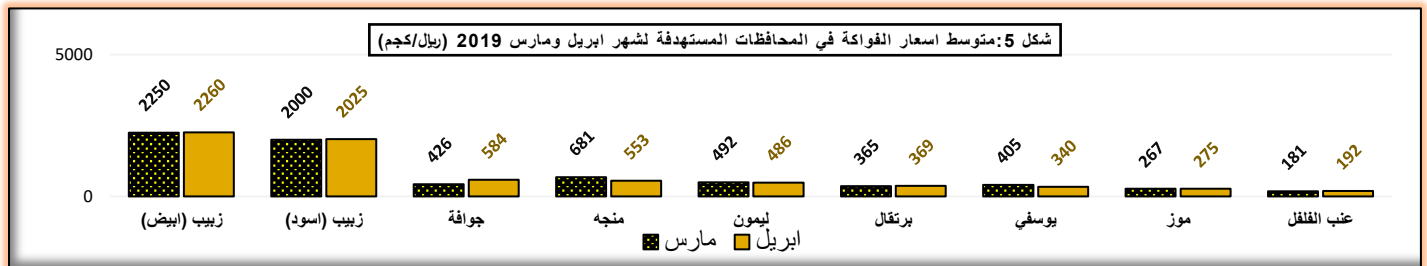 شكل 5:متوسط اسعار الفواكة في المحافظات المستهدفة لشهر ابريل ومارس 2019 (ريال/كجم)
5000
2250 2260 2000 2025 426 584 681 553 492 486 365 369 405 340 267 275 181 192
0
زبيب (ابيض) زبيب (اسود) جوافة منجه ليمون برتقال يوسفي موز عنب الفلفل
مارس ابريل